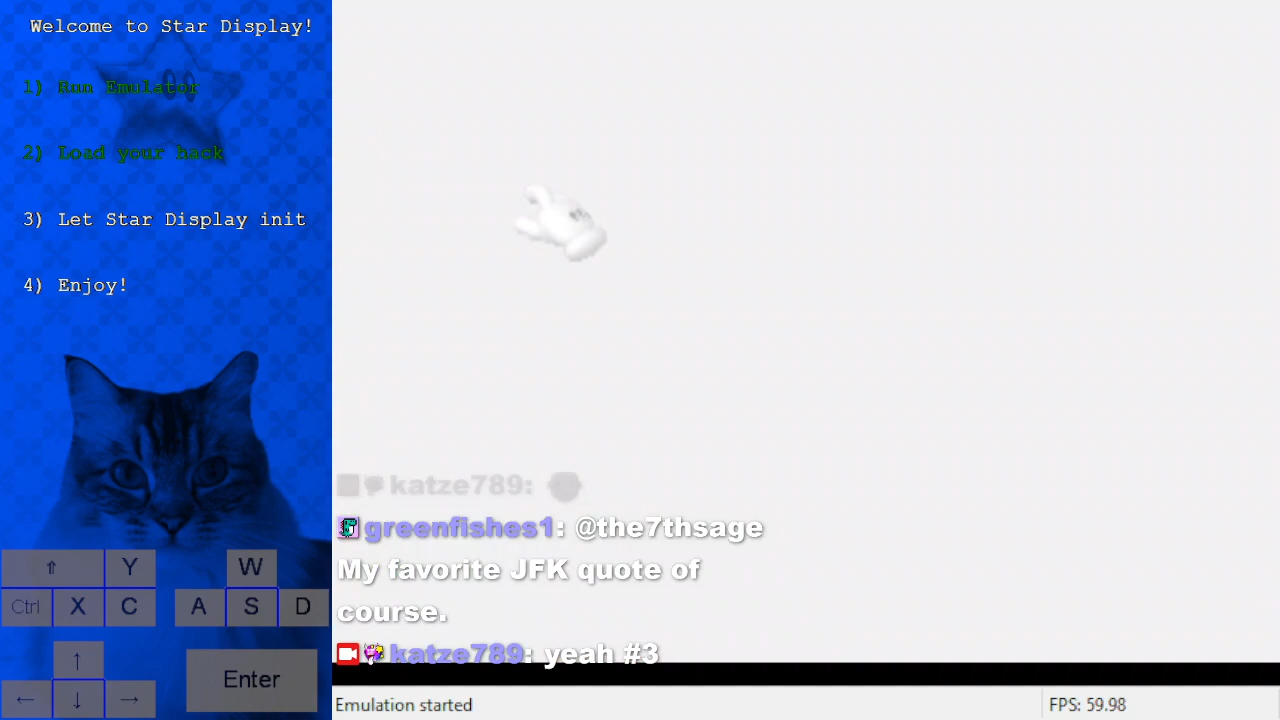 Welcome to Star Display!
1) Run Emulator
2) Load your hack
3) Let Star Display init
4) Enjoy!
katze789:
greenfishes1: @the7thsage
My favorite JFK quote of
course.
katze789: yeah #3
⇑ Y W
Ctrl X C A S D
↑
← ↓ → Enter
Emulation started FPS: 59.98